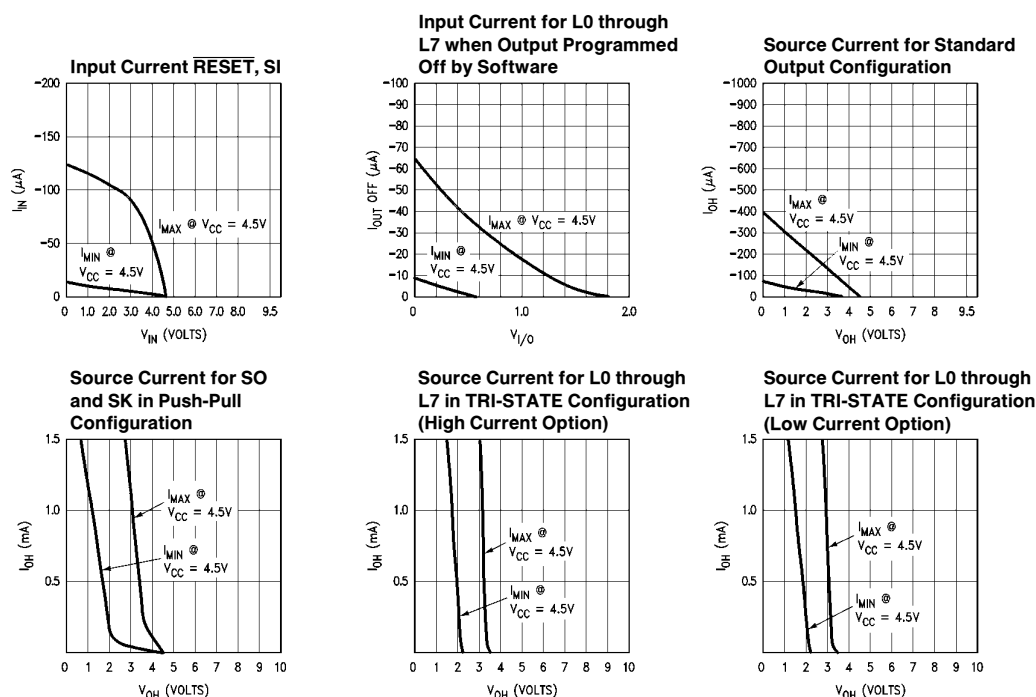 Input Current RESET, SI
-200
-150
-100
-50
0
I_IN (μA)
I_MAX @ V_CC = 4.5V
I_MIN @
V_CC = 4.5V
0 1.0 2.0 3.0 4.0 5.0 10
V_IN (VOLTS)
Input Current for L0 through
L7 when Output Programmed
Off by Software
-100
-90
-80
-70
-60
-50
-40
-30
-20
-10
0
I_OUT OFF (μA)
I_MAX @ V_CC = 4.5V
I_MIN @
V_CC = 4.5V
0 1.0 2.0
V_I/O
Source Current for Standard
Output Configuration
-1000
-900
-800
-700
-600
-500
-400
-300
-200
-100
0
I_OH (μA)
I_MAX @
V_CC = 4.5V
I_MIN @
V_CC = 4.5V
0 1 2 3 4 5 6 7 8 9.5
V_OH (VOLTS)
Source Current for SO
and SK in Push-Pull
Configuration
1.5
1.0
0.5
I_OH (mA)
I_MAX @
V_CC = 4.5V
I_MIN @
V_CC = 4.5V
0 1 2 3 4 5 6 7 8 9 10
V_OH (VOLTS)
Source Current for L0 through
L7 in TRI-STATE Configuration
(High Current Option)
1.5
1.0
0.5
I_OH (mA)
I_MAX @
V_CC = 4.5V
I_MIN @
V_CC = 4.5V
0 1 2 3 4 5 6 7 8 9 10
V_OH (VOLTS)
Source Current for L0 through
L7 in TRI-STATE Configuration
(Low Current Option)
1.5
1.0
0.5
I_OH (mA)
I_MAX @
V_CC = 4.5V
I_MIN @
V_CC = 4.5V
0 1 2 3 4 5 6 7 8 9 10
V_OH (VOLTS)